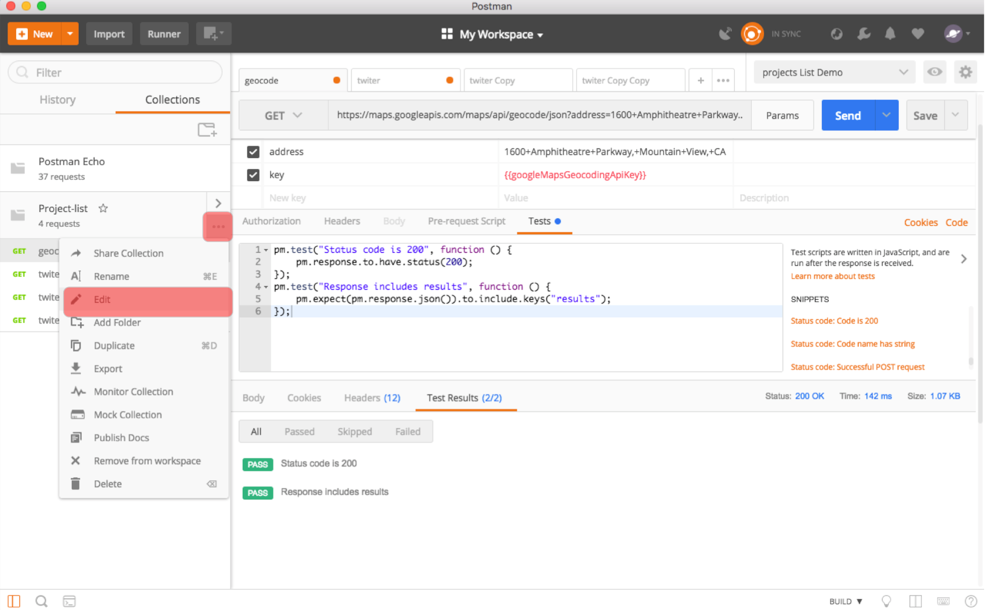 Postman
New
Import
Runner
My Workspace
IN SYNC
Filter
History
Collections
Postman Echo
37 requests
Project-list
4 requests
GET geoc
GET twite
GET twite
GET twite
Share Collection
Rename ⌘E
Edit
Add Folder
Duplicate ⌘D
Export
Monitor Collection
Mock Collection
Publish Docs
Remove from workspace
Delete
geocode
twiter
twiter Copy
twiter Copy Copy
projects List Demo
GET
https://maps.googleapis.com/maps/api/geocode/json?address=1600+Amphitheatre+Parkway..
Params
Send
Save
address 1600+Amphitheatre+Parkway,+Mountain+View,+CA
key {{googleMapsGeocodingApiKey}}
New key Value Description
Authorization Headers Body Pre-request Script Tests
Cookies Code
1 pm.test("Status code is 200", function () {
2 pm.response.to.have.status(200);
3 });
4 pm.test("Response includes results", function () {
5 pm.expect(pm.response.json()).to.include.keys("results");
6 });
Test scripts are written in JavaScript, and are
run after the response is received.
Learn more about tests
SNIPPETS
Status code: Code is 200
Status code: Code name has string
Status code: Successful POST request
Body Cookies Headers (12) Test Results (2/2)
Status: 200 OK Time: 142 ms Size: 1.07 KB
All Passed Skipped Failed
PASS Status code is 200
PASS Response includes results
BUILD